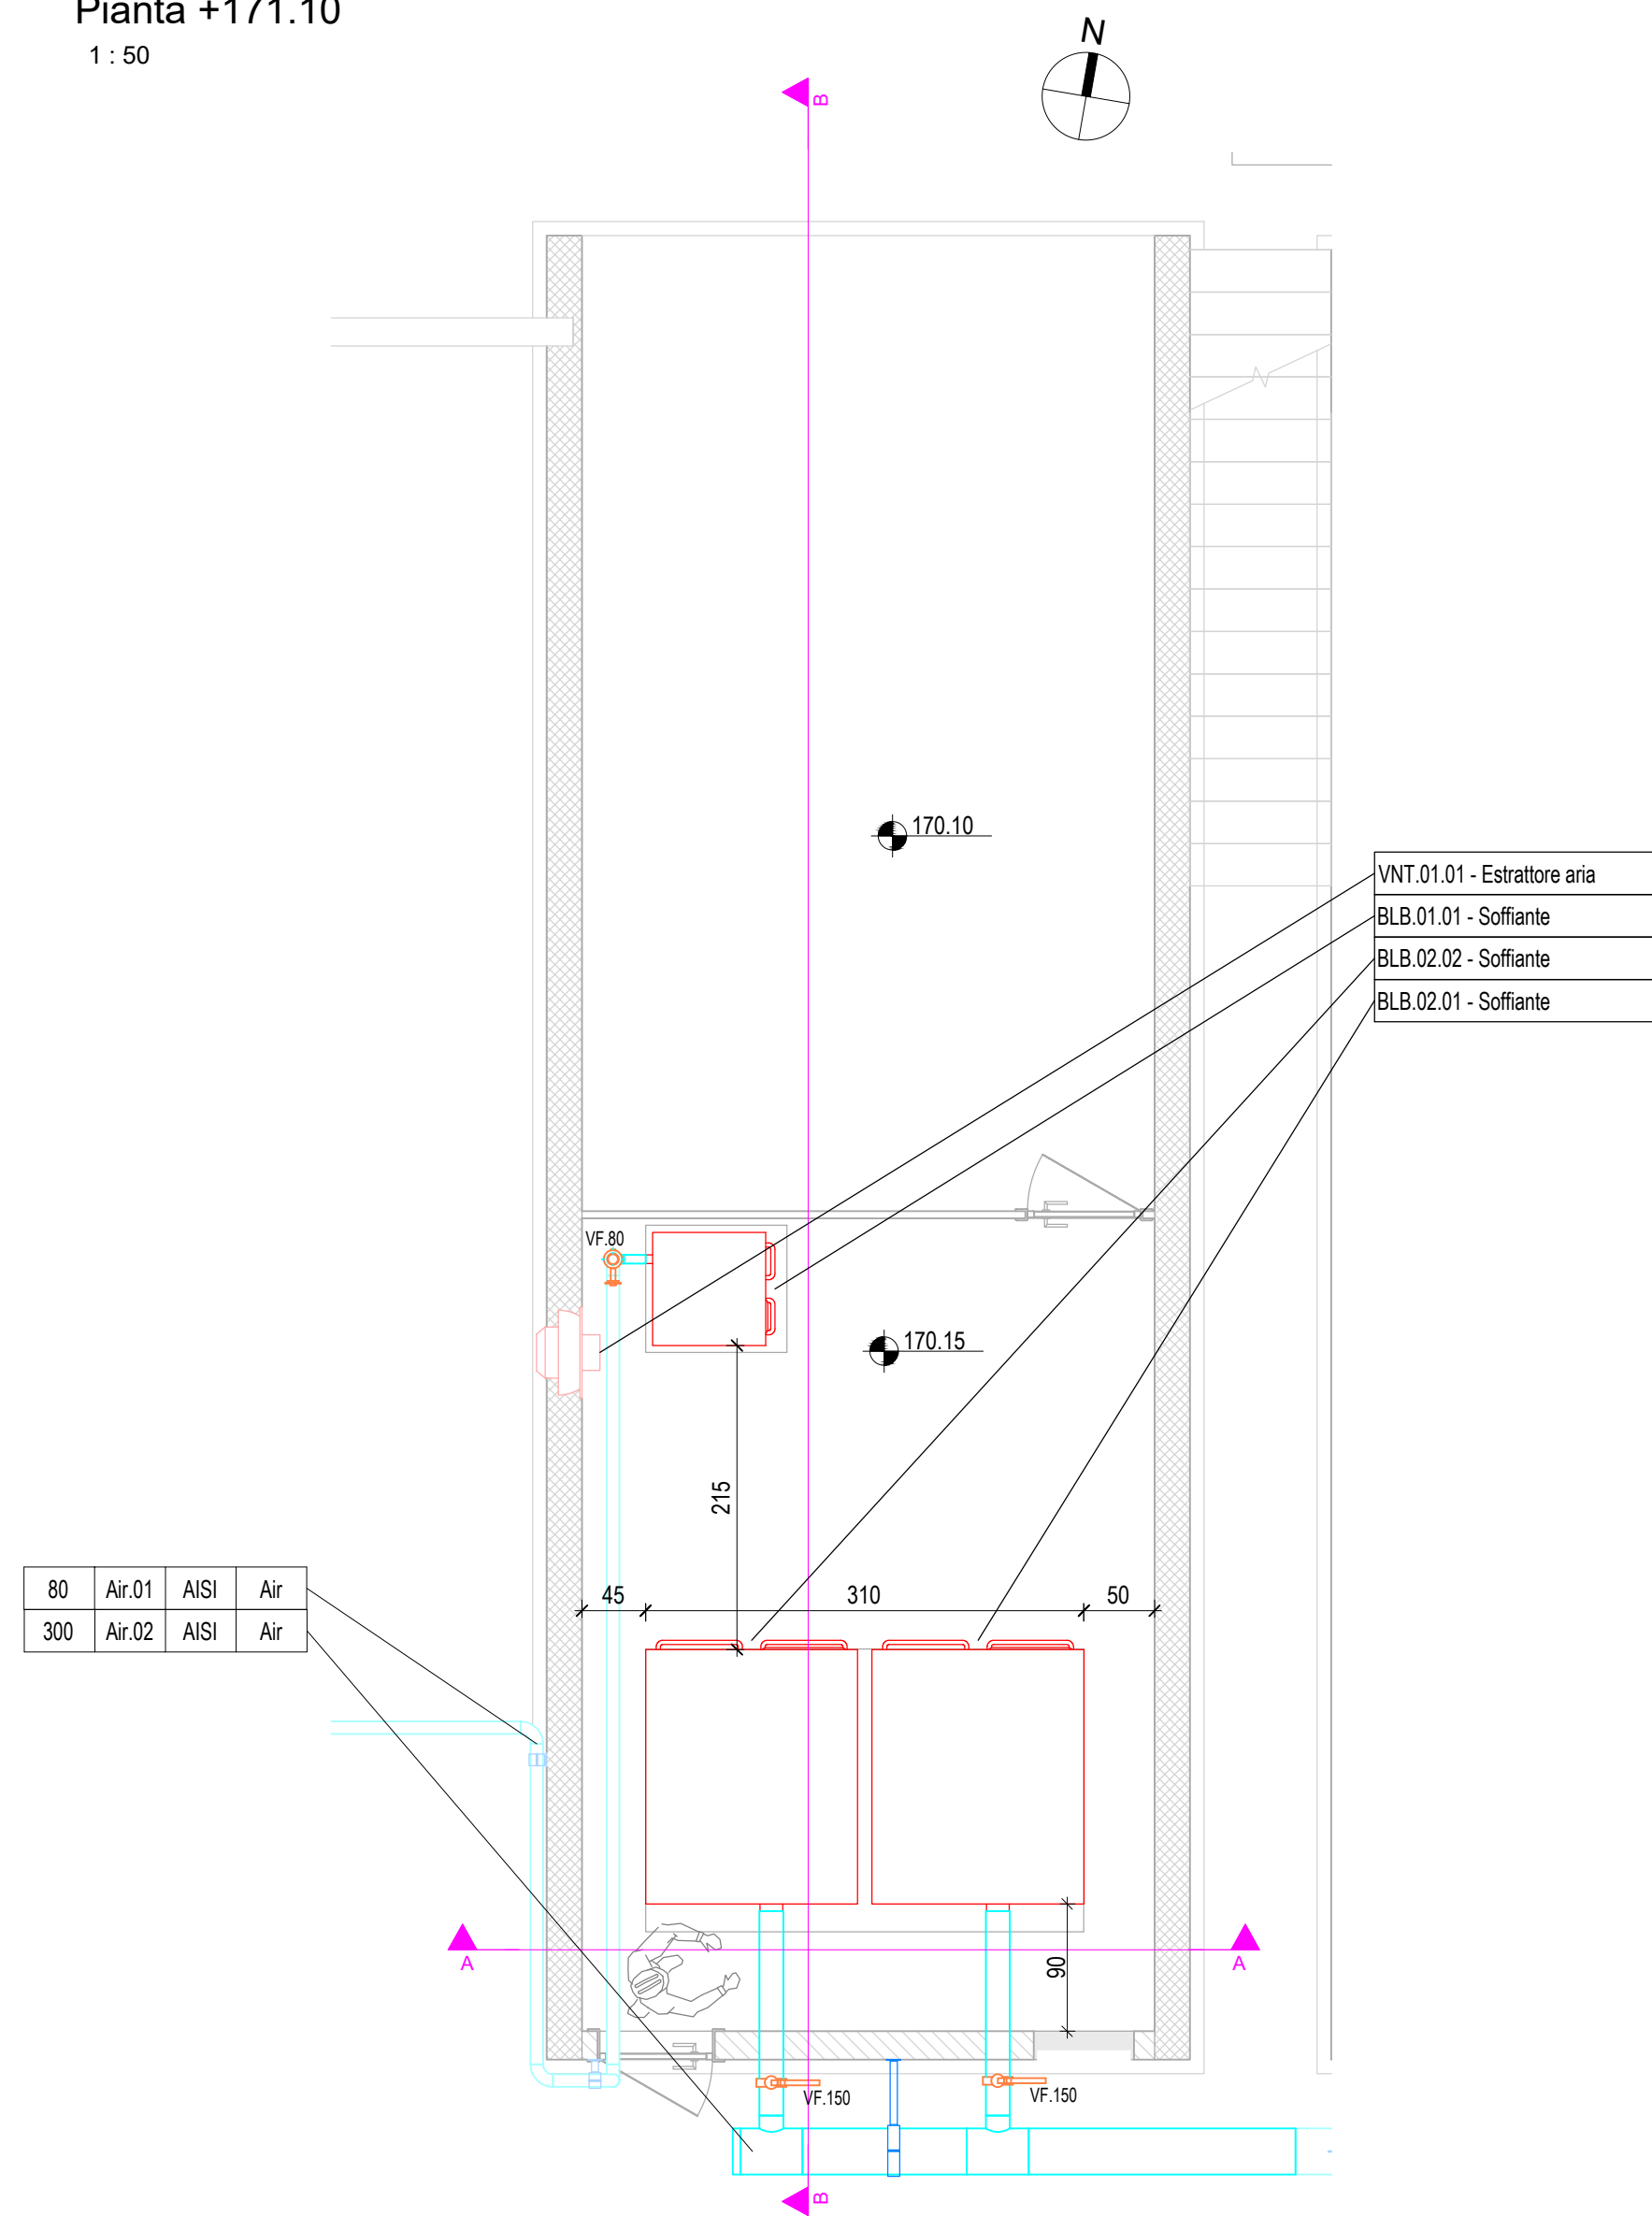 Pianta +171.10
1 : 50
N
B
170.10
VNT.01.01 - Estrattore aria
BLB.01.01 - Soffiante
BLB.02.02 - Soffiante
BLB.02.01 - Soffiante
VF.80
170.15
215
80 Air.01 AISI Air
300 Air.02 AISI Air
45 310 50
90
A A
VF.150 VF.150
B